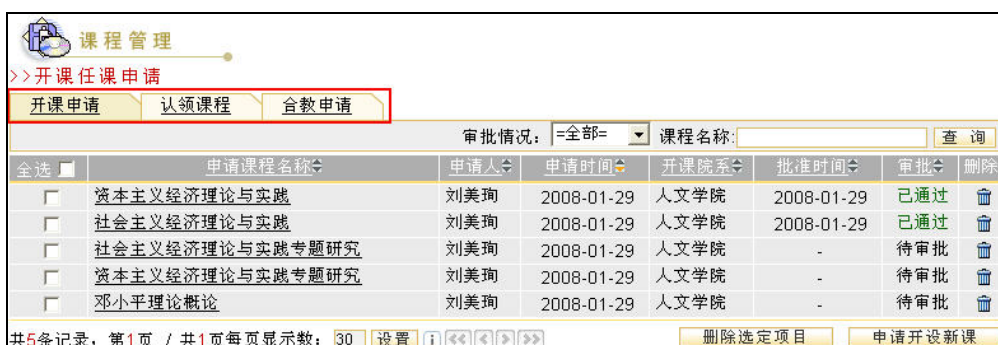 课程管理
>>开课任课申请
开课申请 认领课程 合教申请
审批情况: =全部= 课程名称: 查 询
全选 申请课程名称 申请人 申请时间 开课院系 批准时间 审批 删除
资本主义经济理论与实践 刘美珣 2008-01-29 人文学院 2008-01-29 已通过
社会主义经济理论与实践 刘美珣 2008-01-29 人文学院 2008-01-29 已通过
社会主义经济理论与实践专题研究 刘美珣 2008-01-29 人文学院 - 待审批
资本主义经济理论与实践专题研究 刘美珣 2008-01-29 人文学院 - 待审批
邓小平理论概论 刘美珣 2008-01-29 人文学院 - 待审批
共5条记录, 第1页 / 共1页每页显示数: 30 设置 删除选定项目 申请开设新课